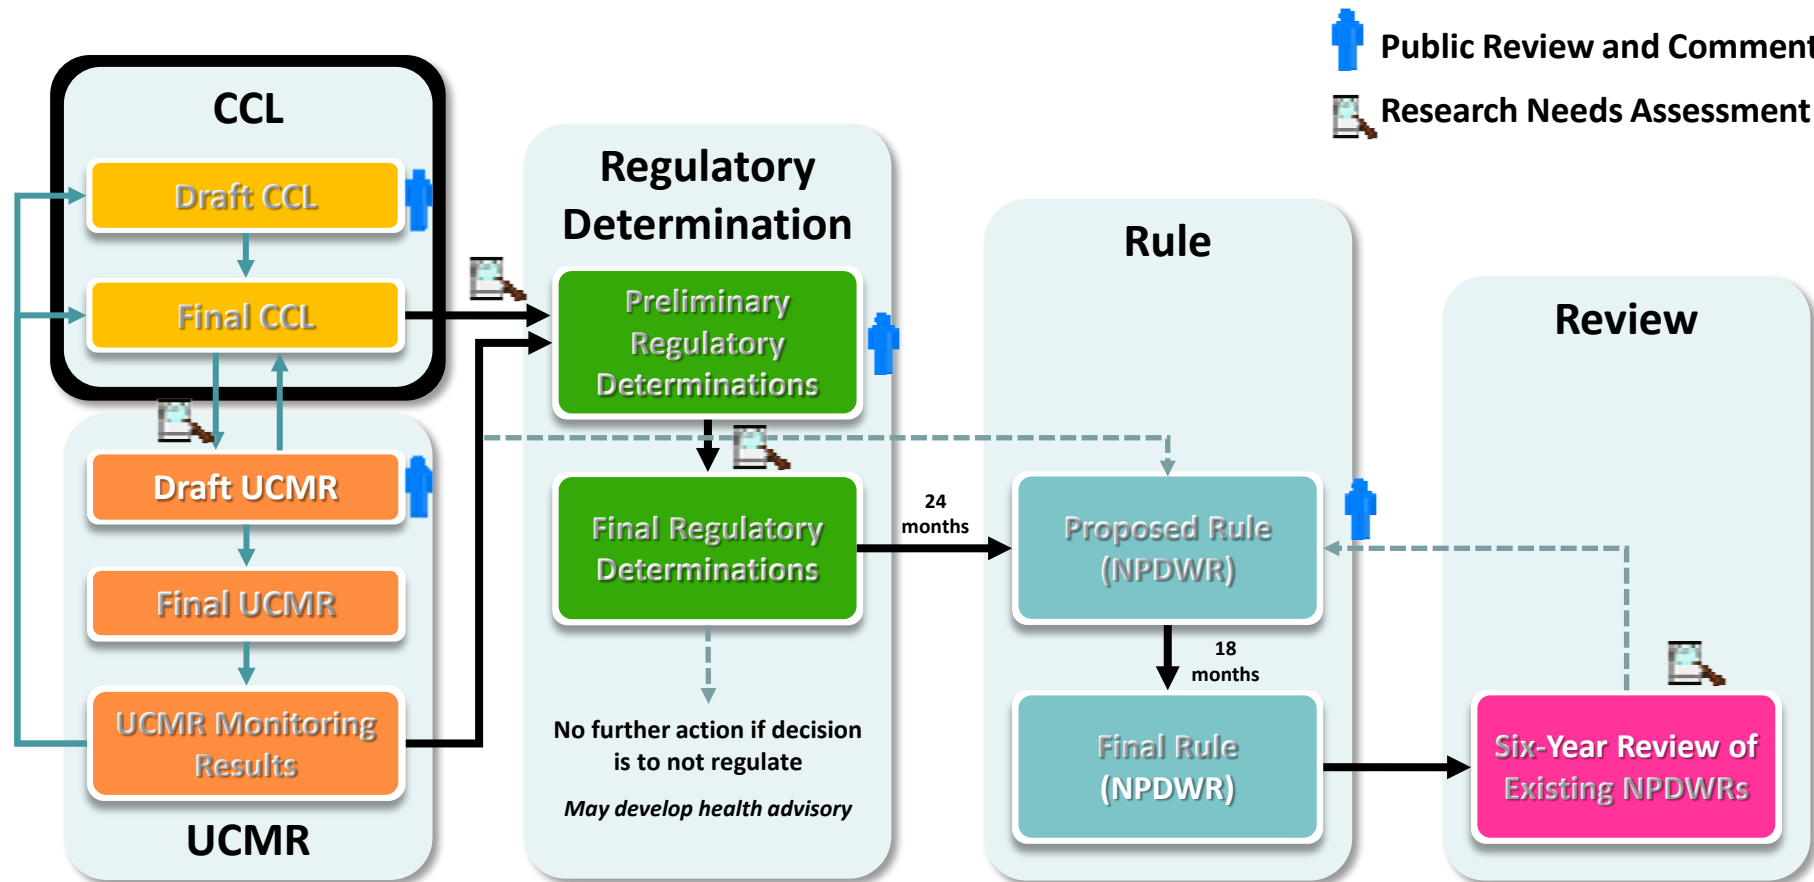 Public Review and Comment
Research Needs Assessment
CCL
Draft CCL
Final CCL
Draft UCMR
Final UCMR
UCMR Monitoring
Results
UCMR
Regulatory
Determination
Preliminary
Regulatory
Determinations
Final Regulatory
Determinations
No further action if decision
is to not regulate
May develop health advisory
24
months
Rule
Proposed Rule
(NPDWR)
18
months
Final Rule
(NPDWR)
Review
Six-Year Review of
Existing NPDWRs